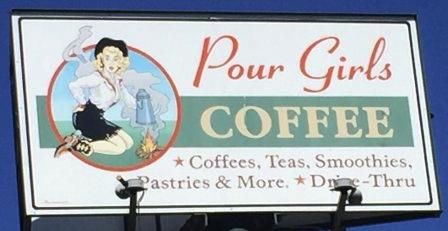 Pour Girls
COFFEE
★ Coffees, Teas, Smoothies,
Pastries & More. ★ Drive-Thru